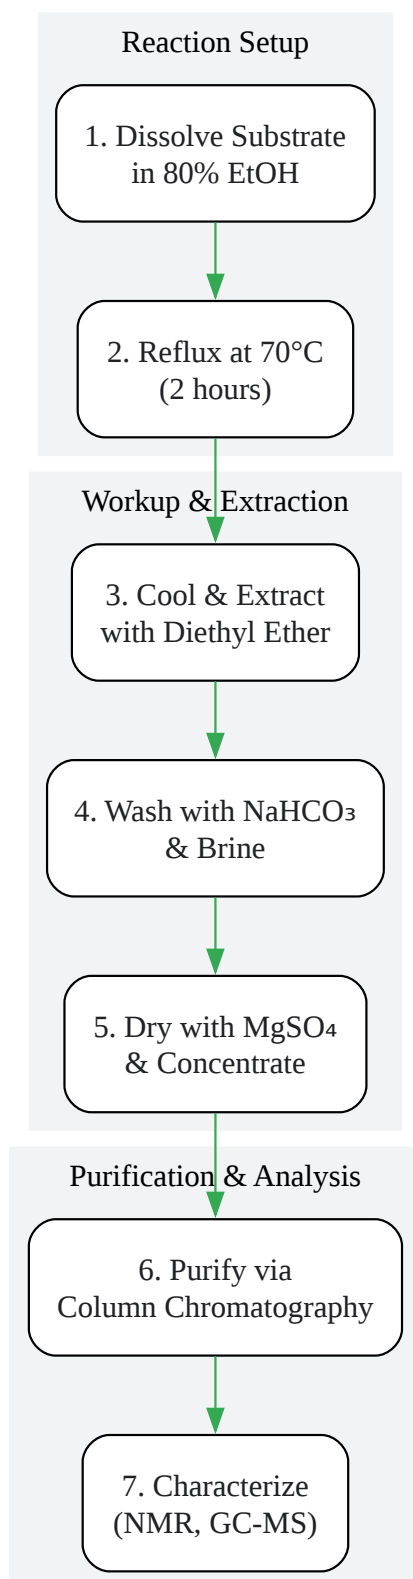 Reaction Setup
1. Dissolve Substrate
in 80% EtOH
2. Reflux at 70°C
(2 hours)
Workup & Extraction
3. Cool & Extract
with Diethyl Ether
4. Wash with NaHCO₃
& Brine
5. Dry with MgSO₄
& Concentrate
Purification & Analysis
6. Purify via
Column Chromatography
7. Characterize
(NMR, GC-MS)